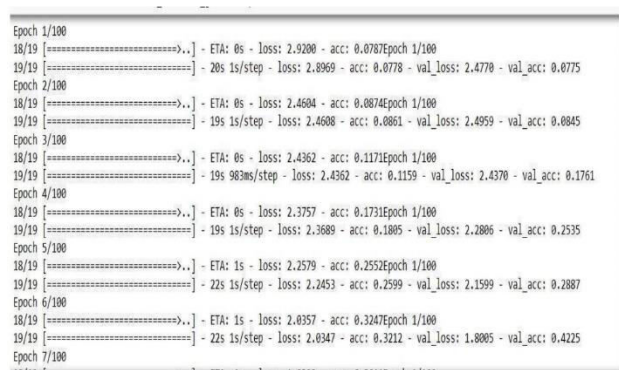 Epoch 1/100
18/19 [===========================>..] - ETA: 0s - loss: 2.9200 - acc: 0.0787Epoch 1/100
19/19 [==============================] - 20s 1s/step - loss: 2.8969 - acc: 0.0778 - val_loss: 2.4770 - val_acc: 0.0775
Epoch 2/100
18/19 [===========================>..] - ETA: 0s - loss: 2.4604 - acc: 0.0874Epoch 1/100
19/19 [==============================] - 19s 1s/step - loss: 2.4608 - acc: 0.0861 - val_loss: 2.4959 - val_acc: 0.0845
Epoch 3/100
18/19 [===========================>..] - ETA: 0s - loss: 2.4362 - acc: 0.1171Epoch 1/100
19/19 [==============================] - 19s 983ms/step - loss: 2.4362 - acc: 0.1159 - val_loss: 2.4370 - val_acc: 0.1761
Epoch 4/100
18/19 [===========================>..] - ETA: 0s - loss: 2.3757 - acc: 0.1731Epoch 1/100
19/19 [==============================] - 19s 1s/step - loss: 2.3689 - acc: 0.1805 - val_loss: 2.2806 - val_acc: 0.2535
Epoch 5/100
18/19 [===========================>..] - ETA: 1s - loss: 2.2579 - acc: 0.2552Epoch 1/100
19/19 [==============================] - 22s 1s/step - loss: 2.2453 - acc: 0.2599 - val_loss: 2.1599 - val_acc: 0.2887
Epoch 6/100
18/19 [===========================>..] - ETA: 1s - loss: 2.0357 - acc: 0.3247Epoch 1/100
19/19 [==============================] - 22s 1s/step - loss: 2.0347 - acc: 0.3212 - val_loss: 1.8005 - val_acc: 0.4225
Epoch 7/100